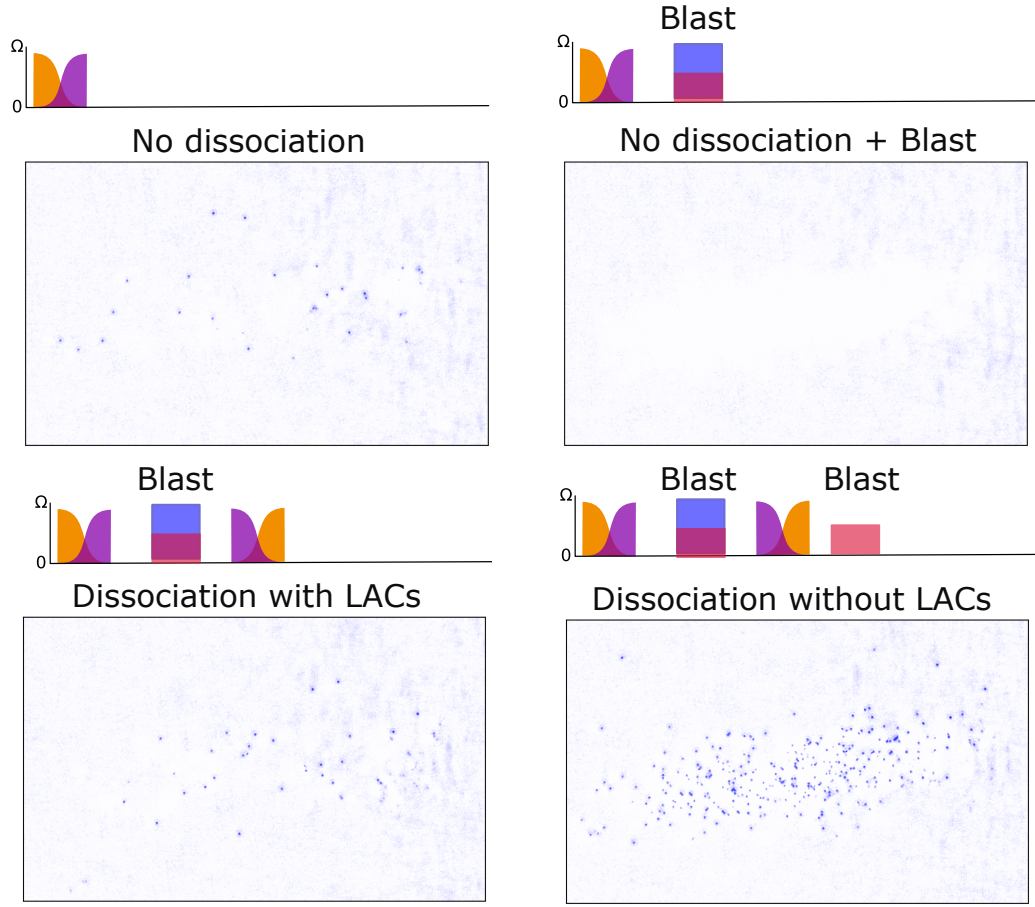 Ω
0
No dissociation
Blast
Ω
0
No dissociation + Blast
Blast
Ω
0
Dissociation with LACs
Blast Blast
Ω
0
Dissociation without LACs